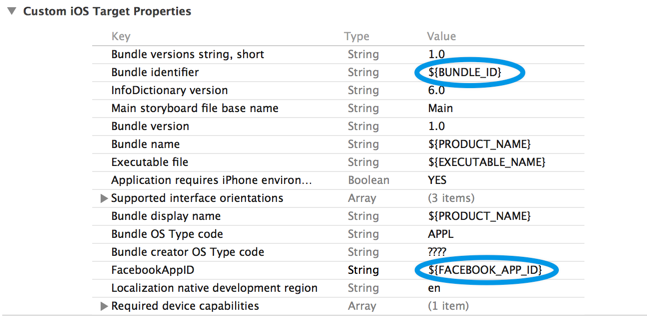 Custom iOS Target Properties
Key Type Value
Bundle versions string, short String 1.0
Bundle identifier String ${BUNDLE_ID}
InfoDictionary version String 6.0
Main storyboard file base name String Main
Bundle version String 1.0
Bundle name String ${PRODUCT_NAME}
Executable file String ${EXECUTABLE_NAME}
Application requires iPhone environ... Boolean YES
Supported interface orientations Array (3 items)
Bundle display name String ${PRODUCT_NAME}
Bundle OS Type code String APPL
Bundle creator OS Type code String ????
FacebookAppID String ${FACEBOOK_APP_ID}
Localization native development region String en
Required device capabilities Array (1 item)